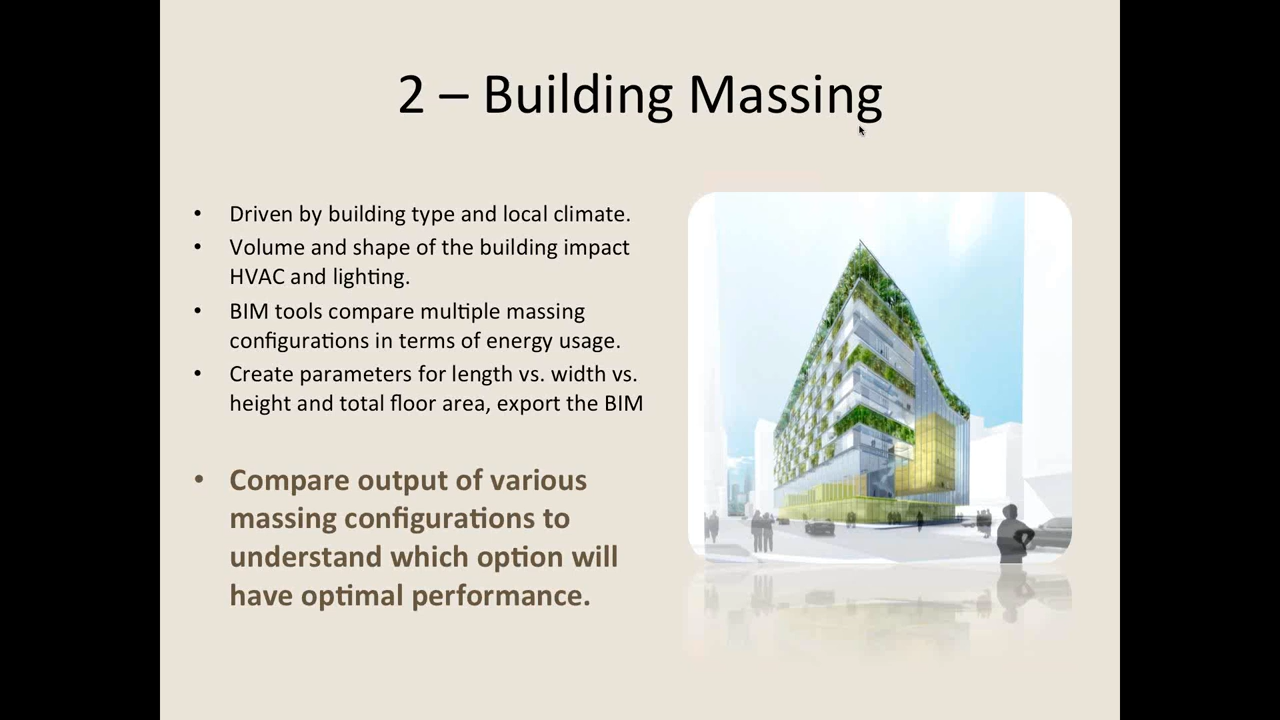 2 – Building Massing
• Driven by building type and local climate.
• Volume and shape of the building impact
HVAC and lighting.
• BIM tools compare multiple massing
configurations in terms of energy usage.
• Create parameters for length vs. width vs.
height and total floor area, export the BIM
• Compare output of various
massing configurations to
understand which option will
have optimal performance.